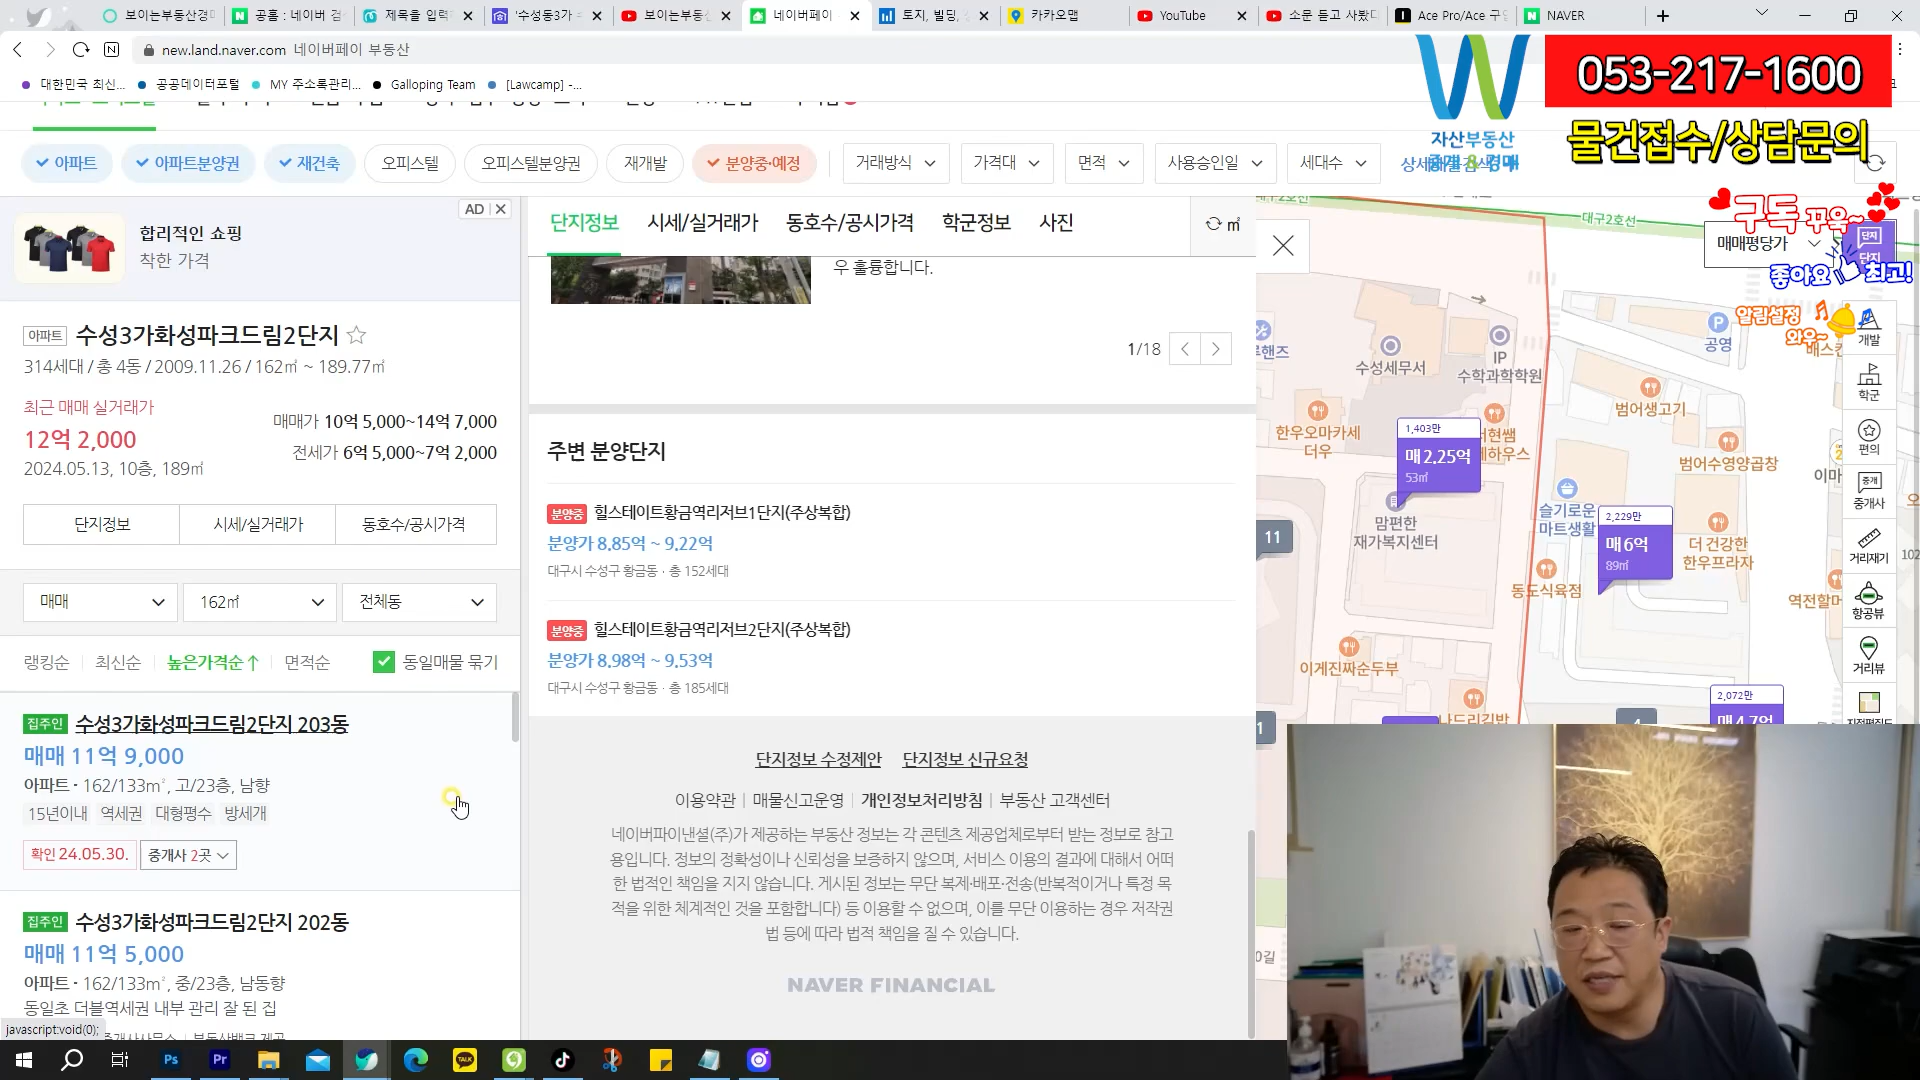 보이는부동산경마
공홈 : 네이버 검
제목을 입력
'수성동3가
보이는부동산
네이버페이
토지, 빌딩,
카카오맵
YouTube
소문 듣고 사봤다
Ace Pro/Ace 구입
NAVER
new.land.naver.com 네이버페이 부동산
대한민국 최신...
공공데이터포털
MY 주소록관리...
Galloping Team
[Lawcamp] -...
053-217-1600
자산부동산
중개 & 경매
물건접수/상담문의
아파트
아파트분양권
재건축
오피스텔
오피스텔분양권
재개발
분양중·예정
거래방식
가격대
면적
사용승인일
세대수
구독 꾸욱~
좋아요
최고!
알림설정
와우~
AD
합리적인 쇼핑
착한 가격
아파트 수성3가화성파크드림2단지
314세대 / 총 4동 / 2009.11.26 / 162㎡ ~ 189.77㎡
최근 매매 실거래가
12억 2,000
2024.05.13, 10층, 189㎡
매매가 10억 5,000~14억 7,000
전세가 6억 5,000~7억 2,000
단지정보
시세/실거래가
동호수/공시가격
매매
162㎡
전체동
랭킹순
최신순
높은가격순↑
면적순
동일매물 묶기
집주인 수성3가화성파크드림2단지 203동
매매 11억 9,000
아파트 · 162/133m², 고/23층, 남향
15년이내 역세권 대형평수 방세개
확인 24.05.30.
중개사 2곳
집주인 수성3가화성파크드림2단지 202동
매매 11억 5,000
아파트 · 162/133m², 중/23층, 남동향
동일초 더블역세권 내부 관리 잘 된 집
javascript:void(0);
단지정보
시세/실거래가
동호수/공시가격
학군정보
사진
㎡
우 훌륭합니다.
1/18
주변 분양단지
분양중 힐스테이트황금역리저브1단지(주상복합)
분양가 8.85억 ~ 9.22억
대구시 수성구 황금동 · 총 152세대
분양중 힐스테이트황금역리저브2단지(주상복합)
분양가 8.98억 ~ 9.53억
대구시 수성구 황금동 · 총 185세대
단지정보 수정제안
단지정보 신규요청
이용약관 | 매물신고운영 | 개인정보처리방침 | 부동산 고객센터
네이버파이낸셜(주)가 제공하는 부동산 정보는 각 콘텐츠 제공업체로부터 받는 정보로 참고
용입니다. 정보의 정확성이나 신뢰성을 보증하지 않으며, 서비스 이용의 결과에 대해서 어떠
한 법적인 책임을 지지 않습니다. 게시된 정보는 무단 복제·배포·전송(반복적이거나 특정 목
적을 위한 체계적인 것을 포함합니다) 등 이용할 수 없으며, 이를 무단 이용하는 경우 저작권
법 등에 따라 법적 책임을 질 수 있습니다.
NAVER FINANCIAL
대구2호선
매매평당가
단지
단지
수성세무서
IP
수학과학학원
한우오마카세
더우
1,403만
매 2.25억
53㎡
맘편한
재가복지센터
11
공영
범어생고기
범어수영양곱창
슬기로운
마트생활
2,229만
매 6억
89㎡
더 건강한
한우프라자
동도식육점
이게진짜순두부
나드리김밥
2,072만
매 4.7억
개발
학군
편의
중개
중개사
거리재기
항공뷰
거리뷰
Ps
Pr
TALK